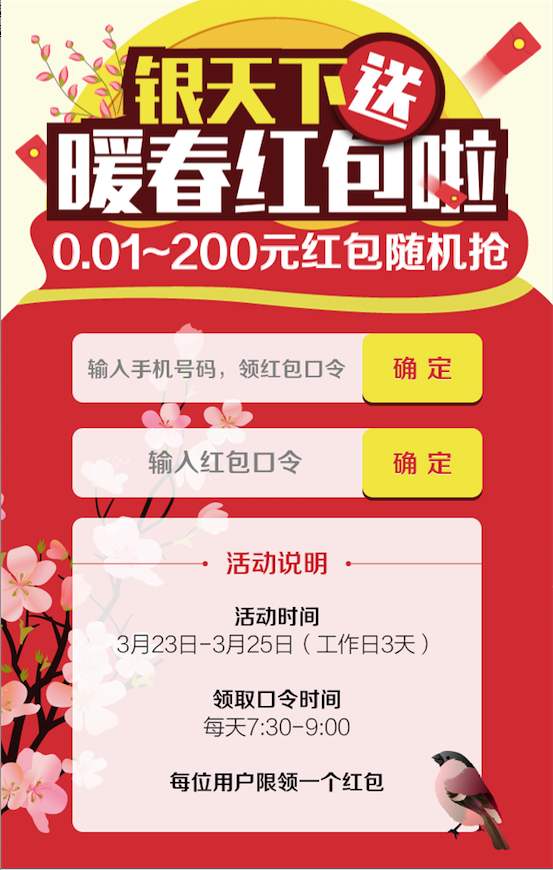 银天下送
暖春红包啦
0.01~200元红包随机抢
输入手机号码，领红包口令
确 定
输入红包口令
确 定
活动说明
活动时间
3月23日-3月25日（工作日3天）
领取口令时间
每天7:30-9:00
每位用户限领一个红包